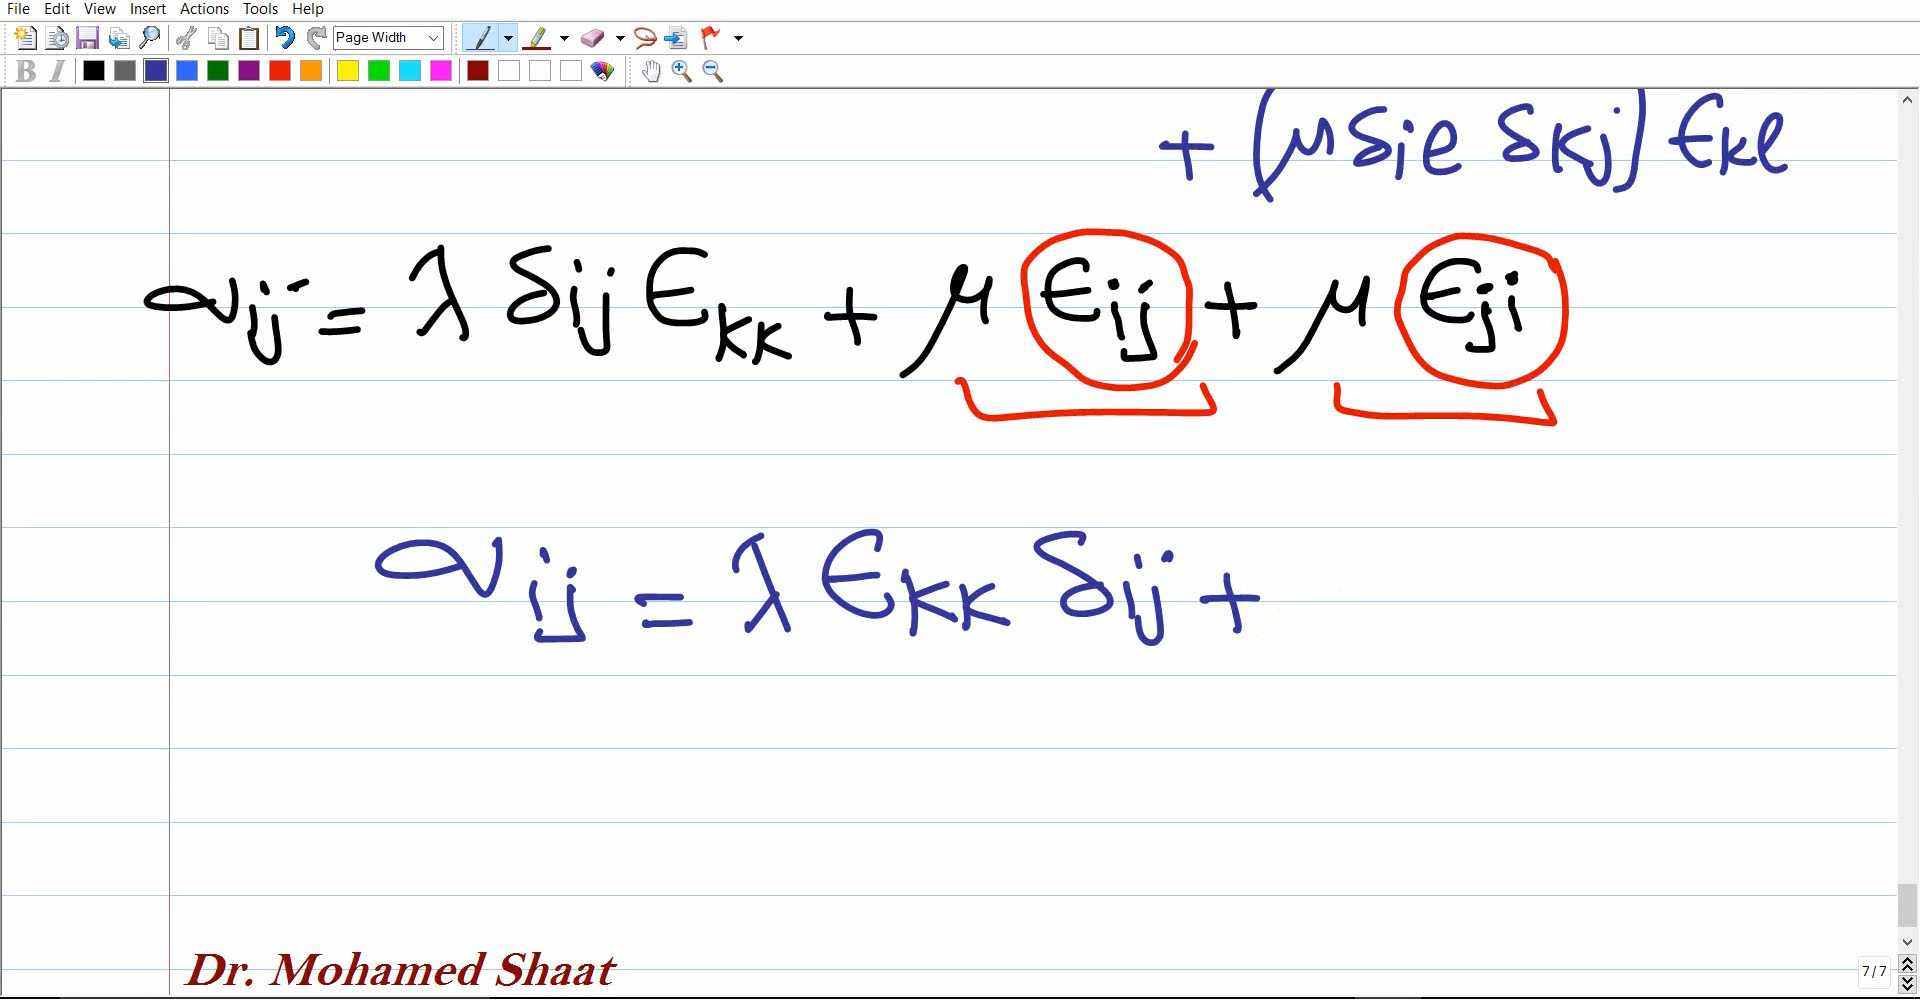 File Edit View Insert Actions Tools Help
Page Width
B I
+ (μ δil δkj) ϵkl
σij = λ δij ϵkk + μ ϵij + μ ϵji
σij = λ ϵkk δij +
Dr. Mohamed Shaat
7/7